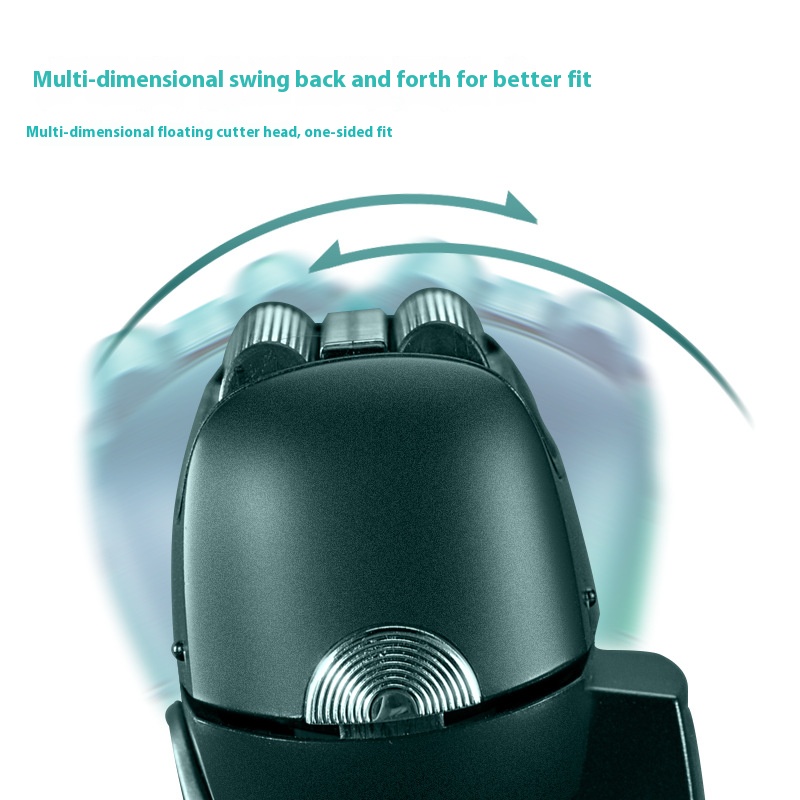 Multi-dimensional swing back and forth for better fit
Multi-dimensional floating cutter head, one-sided fit